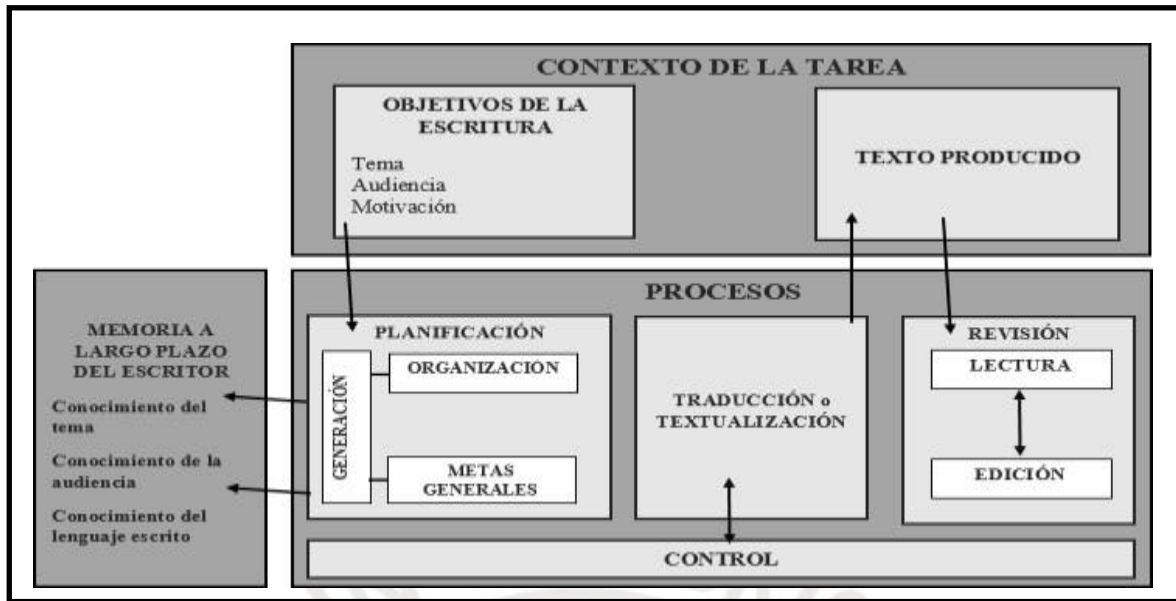 CONTEXTO DE LA TAREA
OBJETIVOS DE LA
ESCRITURA
Tema
Audiencia
Motivación
TEXTO PRODUCIDO
MEMORIA A
LARGO PLAZO
DEL ESCRITOR
Conocimiento del
tema
Conocimiento de la
audiencia
Conocimiento del
lenguaje escrito
PROCESOS
PLANIFICACIÓN
GENERACIÓN
ORGANIZACIÓN
METAS
GENERALES
TRADUCCIÓN o
TEXTUALIZACIÓN
REVISIÓN
LECTURA
EDICIÓN
CONTROL